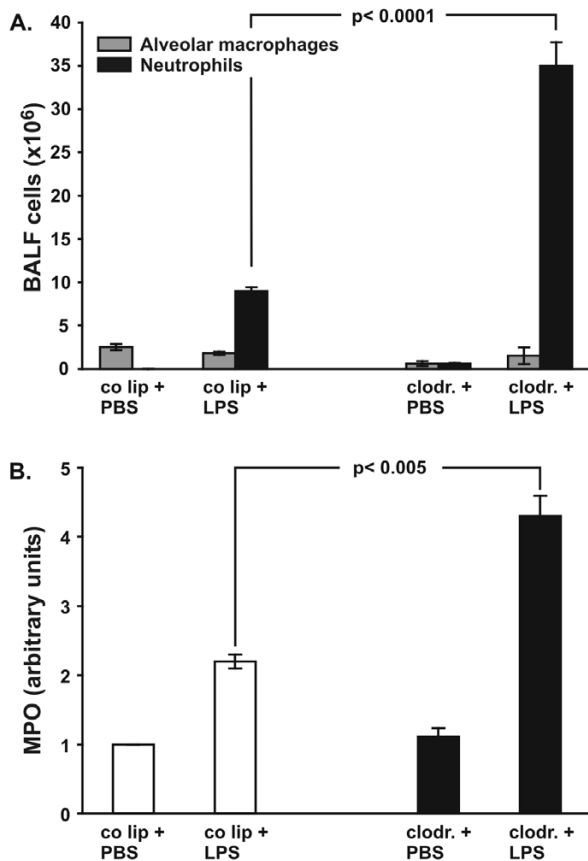 A.
p< 0.0001
Alveolar macrophages
Neutrophils
BALF cells (x10⁶)
40
35
30
25
20
15
10
5
0
co lip + PBS
co lip + LPS
clodr. + PBS
clodr. + LPS
B.
p< 0.005
MPO (arbitrary units)
5
4
3
2
1
0
co lip + PBS
co lip + LPS
clodr. + PBS
clodr. + LPS